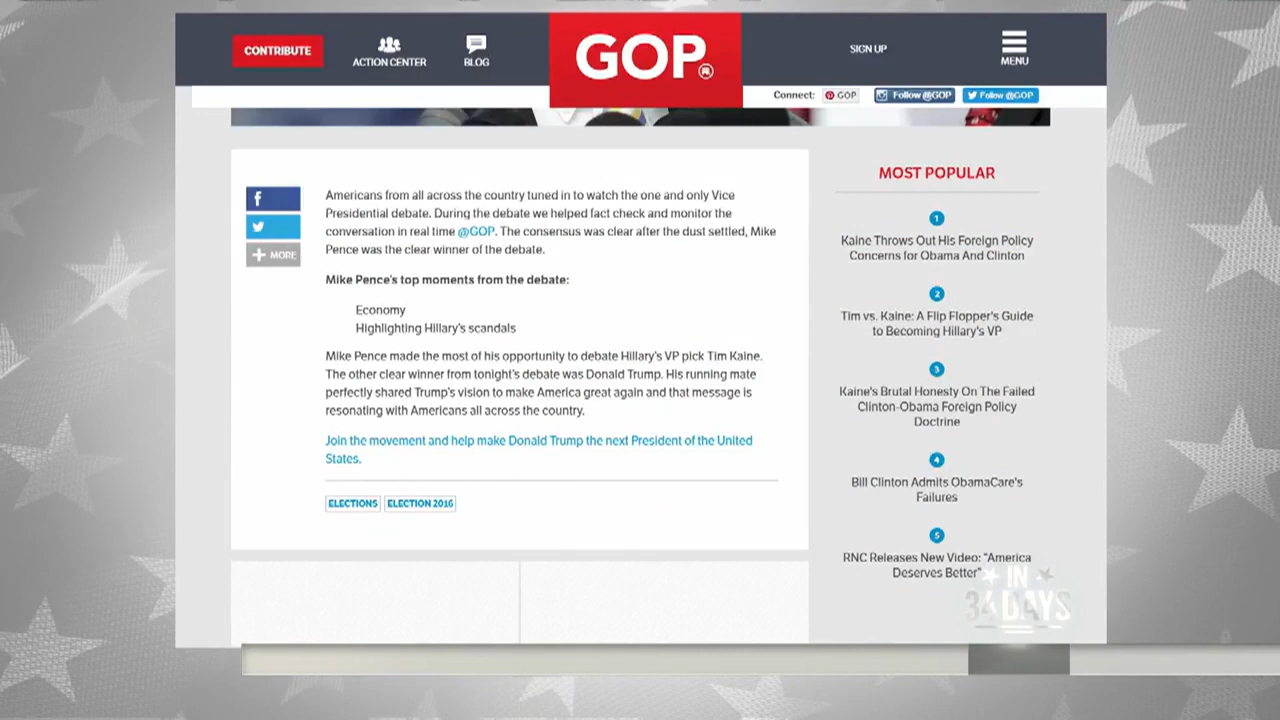 CONTRIBUTE
ACTION CENTER
BLOG
GOP
SIGN UP
MENU
Connect:
GOP
Follow @GOP
Follow @GOP
f
MORE
Americans from all across the country tuned in to watch the one and only Vice
Presidential debate. During the debate we helped fact check and monitor the
conversation in real time @GOP. The consensus was clear after the dust settled, Mike
Pence was the clear winner of the debate.
Mike Pence's top moments from the debate:
Economy
Highlighting Hillary's scandals
Mike Pence made the most of his opportunity to debate Hillary's VP pick Tim Kaine.
The other clear winner from tonight's debate was Donald Trump. His running mate
perfectly shared Trump's vision to make America great again and that message is
resonating with Americans all across the country.
Join the movement and help make Donald Trump the next President of the United
States.
ELECTIONS
ELECTION 2016
MOST POPULAR
1
Kaine Throws Out His Foreign Policy
Concerns for Obama And Clinton
2
Tim vs. Kaine: A Flip Flopper's Guide
to Becoming Hillary's VP
3
Kaine's Brutal Honesty On The Failed
Clinton-Obama Foreign Policy
Doctrine
4
Bill Clinton Admits ObamaCare's
Failures
5
RNC Releases New Video: "America
Deserves Better"
IN
34 DAYS